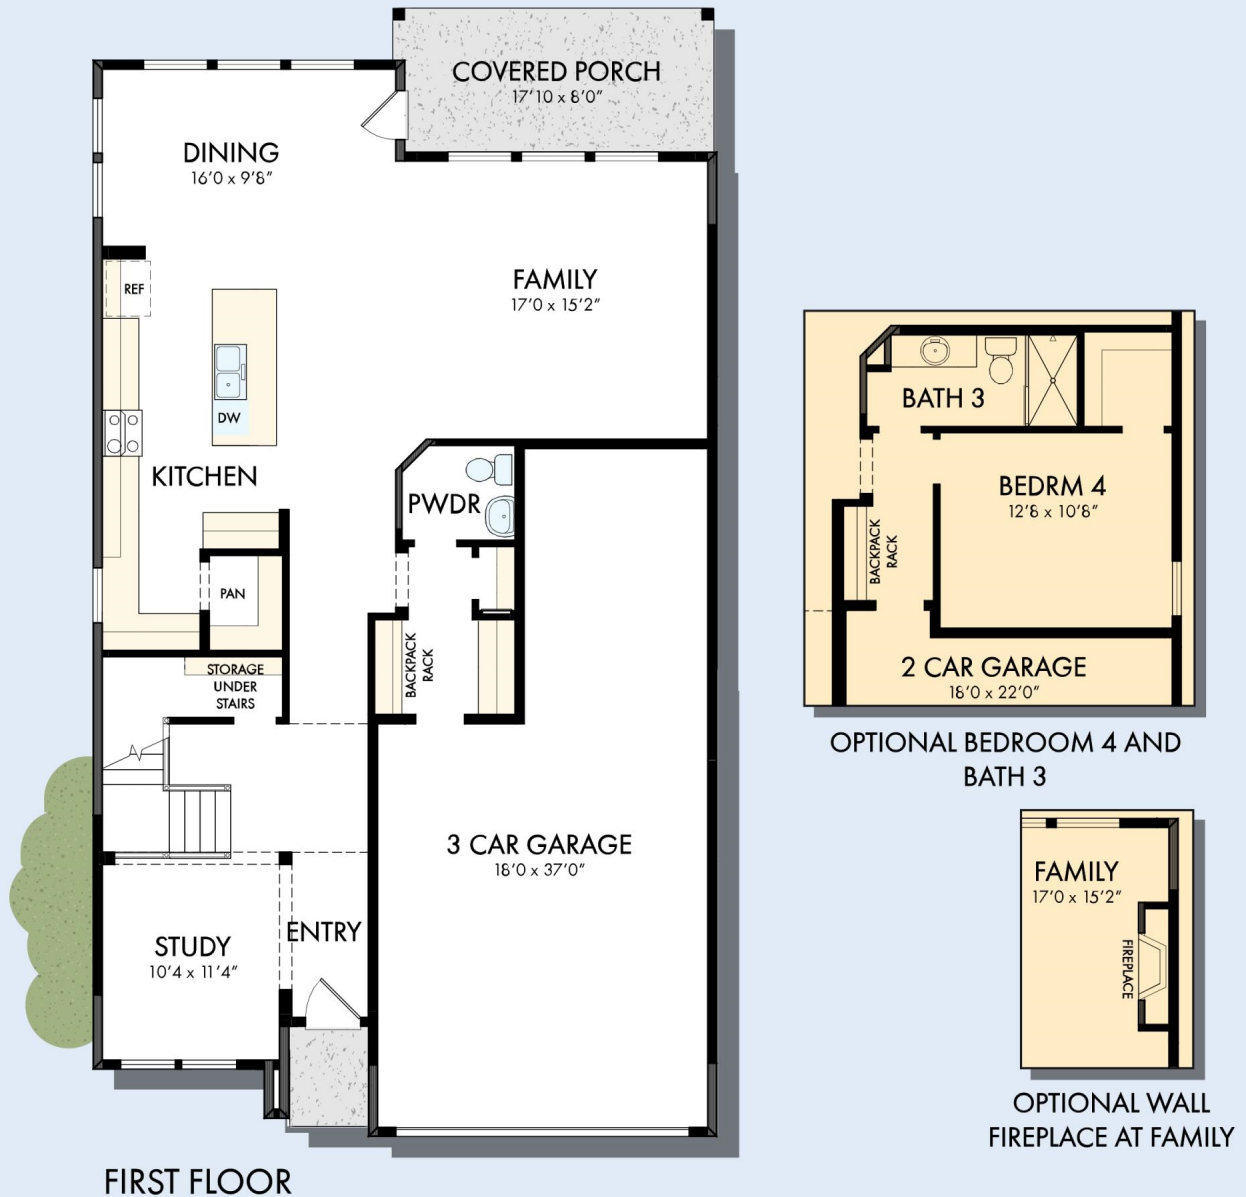 COVERED PORCH
17'10 x 8'0"
DINING
16'0 x 9'8"
FAMILY
17'0 x 15'2"
REF
DW
KITCHEN
PWDR
PAN
BACKPACK
RACK
STORAGE
UNDER
STAIRS
3 CAR GARAGE
18'0 x 37'0"
STUDY
10'4 x 11'4"
ENTRY
FIRST FLOOR
BATH 3
BEDRM 4
12'8 x 10'8"
BACKPACK
RACK
2 CAR GARAGE
18'0 x 22'0"
OPTIONAL BEDROOM 4 AND
BATH 3
FAMILY
17'0 x 15'2"
FIREPLACE
OPTIONAL WALL
FIREPLACE AT FAMILY